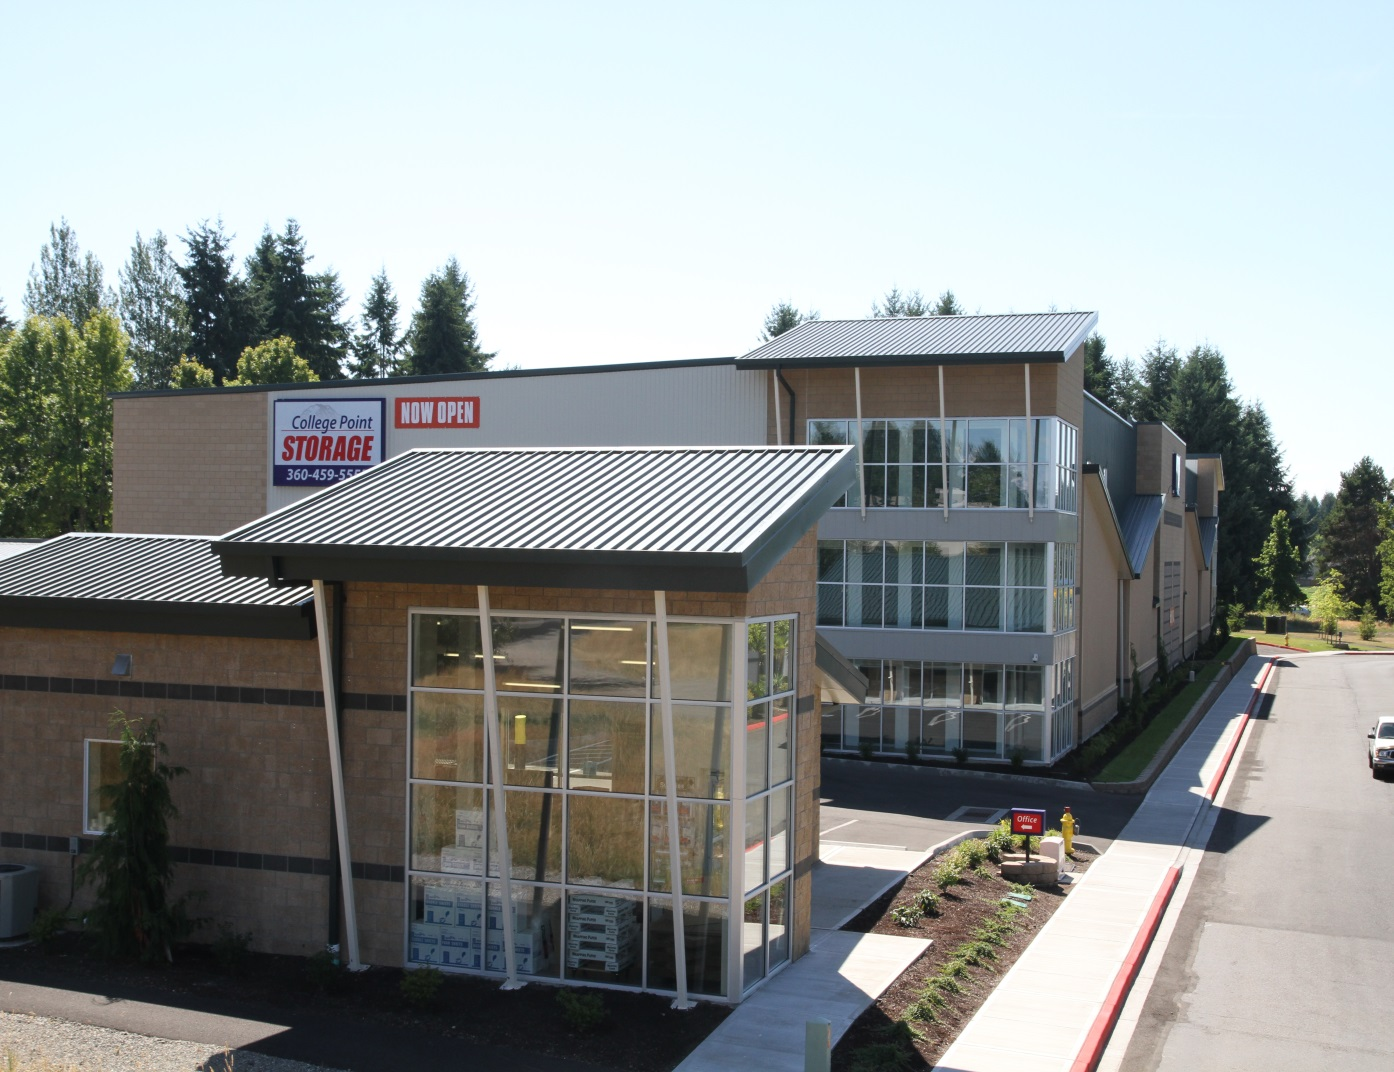 College Point
STORAGE
360-459-555
NOW OPEN
Office